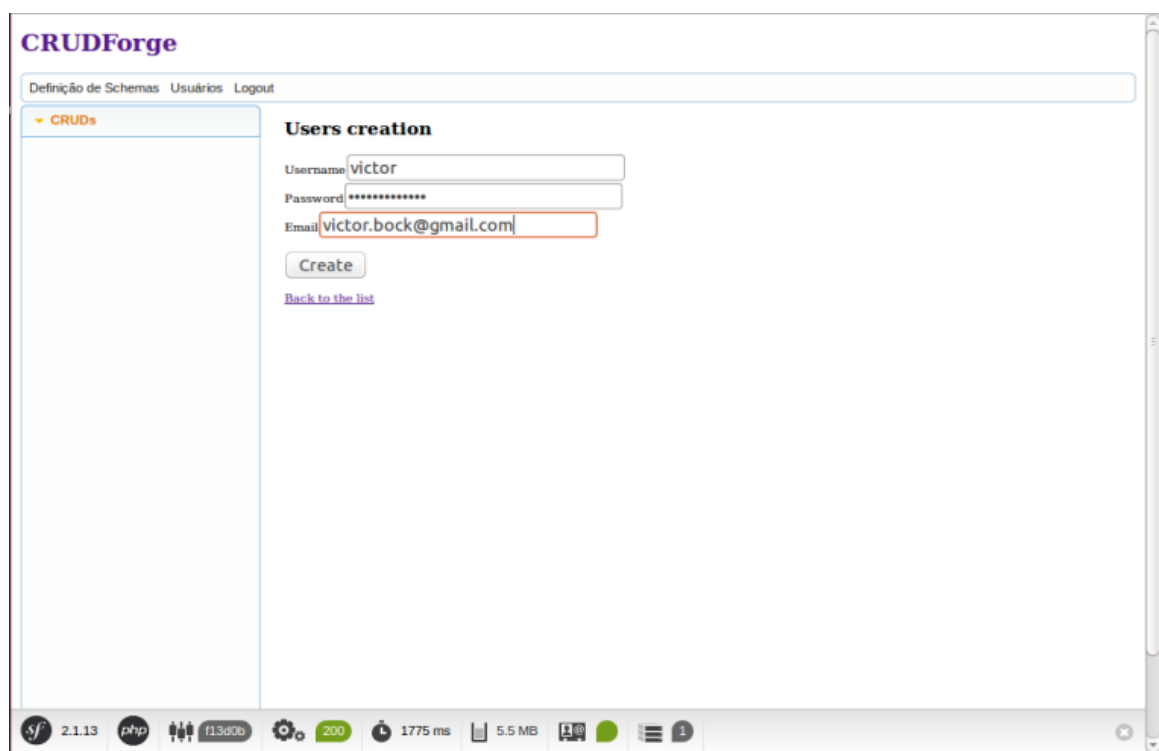 CRUDForge
Definição de Schemas Usuários Logout
CRUDs
Users creation
Username victor
Password •••••••••••••
Email victor.bock@gmail.com
Create
Back to the list
sf 2.1.13 php f13d0b 200 1775 ms 5.5 MB 1